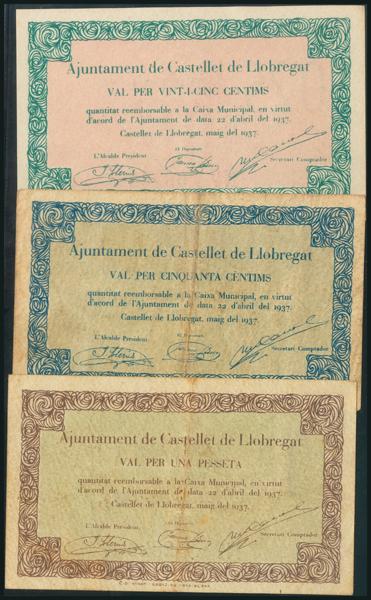 Ajuntament de Castellet de Llobregat
VAL PER VINT-I-CINC CENTIMS
quantitat reemborsable a la Caixa Municipal, en virtut
d'acord de l'Ajuntament de data 22 d'abril del 1937.
Castellet de Llobregat, maig del 1937.
L'Alcalde President El Dipositari Secretari Comptador
Ajuntament de Castellet de Llobregat
VAL PER CINQUANTA CÈNTIMS
quantitat reemborsable a la Caixa Municipal, en virtut
d'acord de l'Ajuntament de data 22 d'abril del 1937.
Castellet de Llobregat, maig del 1937.
L'Alcalde President, El Dipositari Secretari Comptador
Ajuntament de Castellet de Llobregat
VAL PER UNA PESSETA
quantitat reemborsable a la Caixa Municipal, en virtut
d'acord de l'Ajuntament de data 22 d'abril del 1937.
Castellet de Llobregat, maig del 1937.
L'Alcalde President, El Dipositari Secretari Comptador